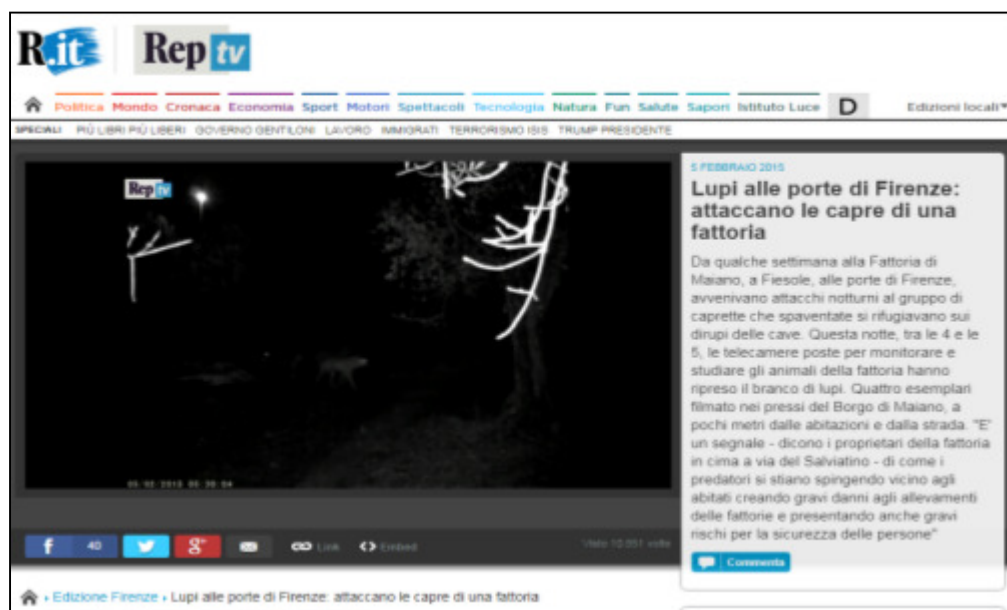 R.it Rep tv
Politica Mondo Cronaca Economia Sport Motori Spettacoli Tecnologia Natura Fun Salute Sapori Istituto Luce D Edizioni locali
SPECIALI PIÙ LIBRI PIÙ LIBERI GOVERNO GENTILONI LAVORO IMMIGRATI TERRORISMO ISIS TRUMP PRESIDENTE
Rep tv
5 FEBBRAIO 2015
Lupi alle porte di Firenze:
attaccano le capre di una
fattoria
Da qualche settimana alla Fattoria di
Maiano, a Fiesole, alle porte di Firenze,
avvenivano attacchi notturni al gruppo di
caprette che spaventate si rifugiavano sui
dirupi delle cave. Questa notte, tra le 4 e le
5, le telecamere poste per monitorare e
studiare gli animali della fattoria hanno
ripreso il branco di lupi. Quattro esemplari
filmato nei pressi del Borgo di Maiano, a
pochi metri dalle abitazioni e dalla strada. "E'
un segnale - dicono i proprietari della fattoria
in cima a via del Salviatino - di come i
predatori si stiano spingendo vicino agli
abitati creando gravi danni agli allevamenti
delle fattorie e presentando anche gravi
rischi per la sicurezza delle persone"
Commenta
f 40 g+ Link Embed
Edizione Firenze Lupi alle porte di Firenze: attaccano le capre di una fattoria